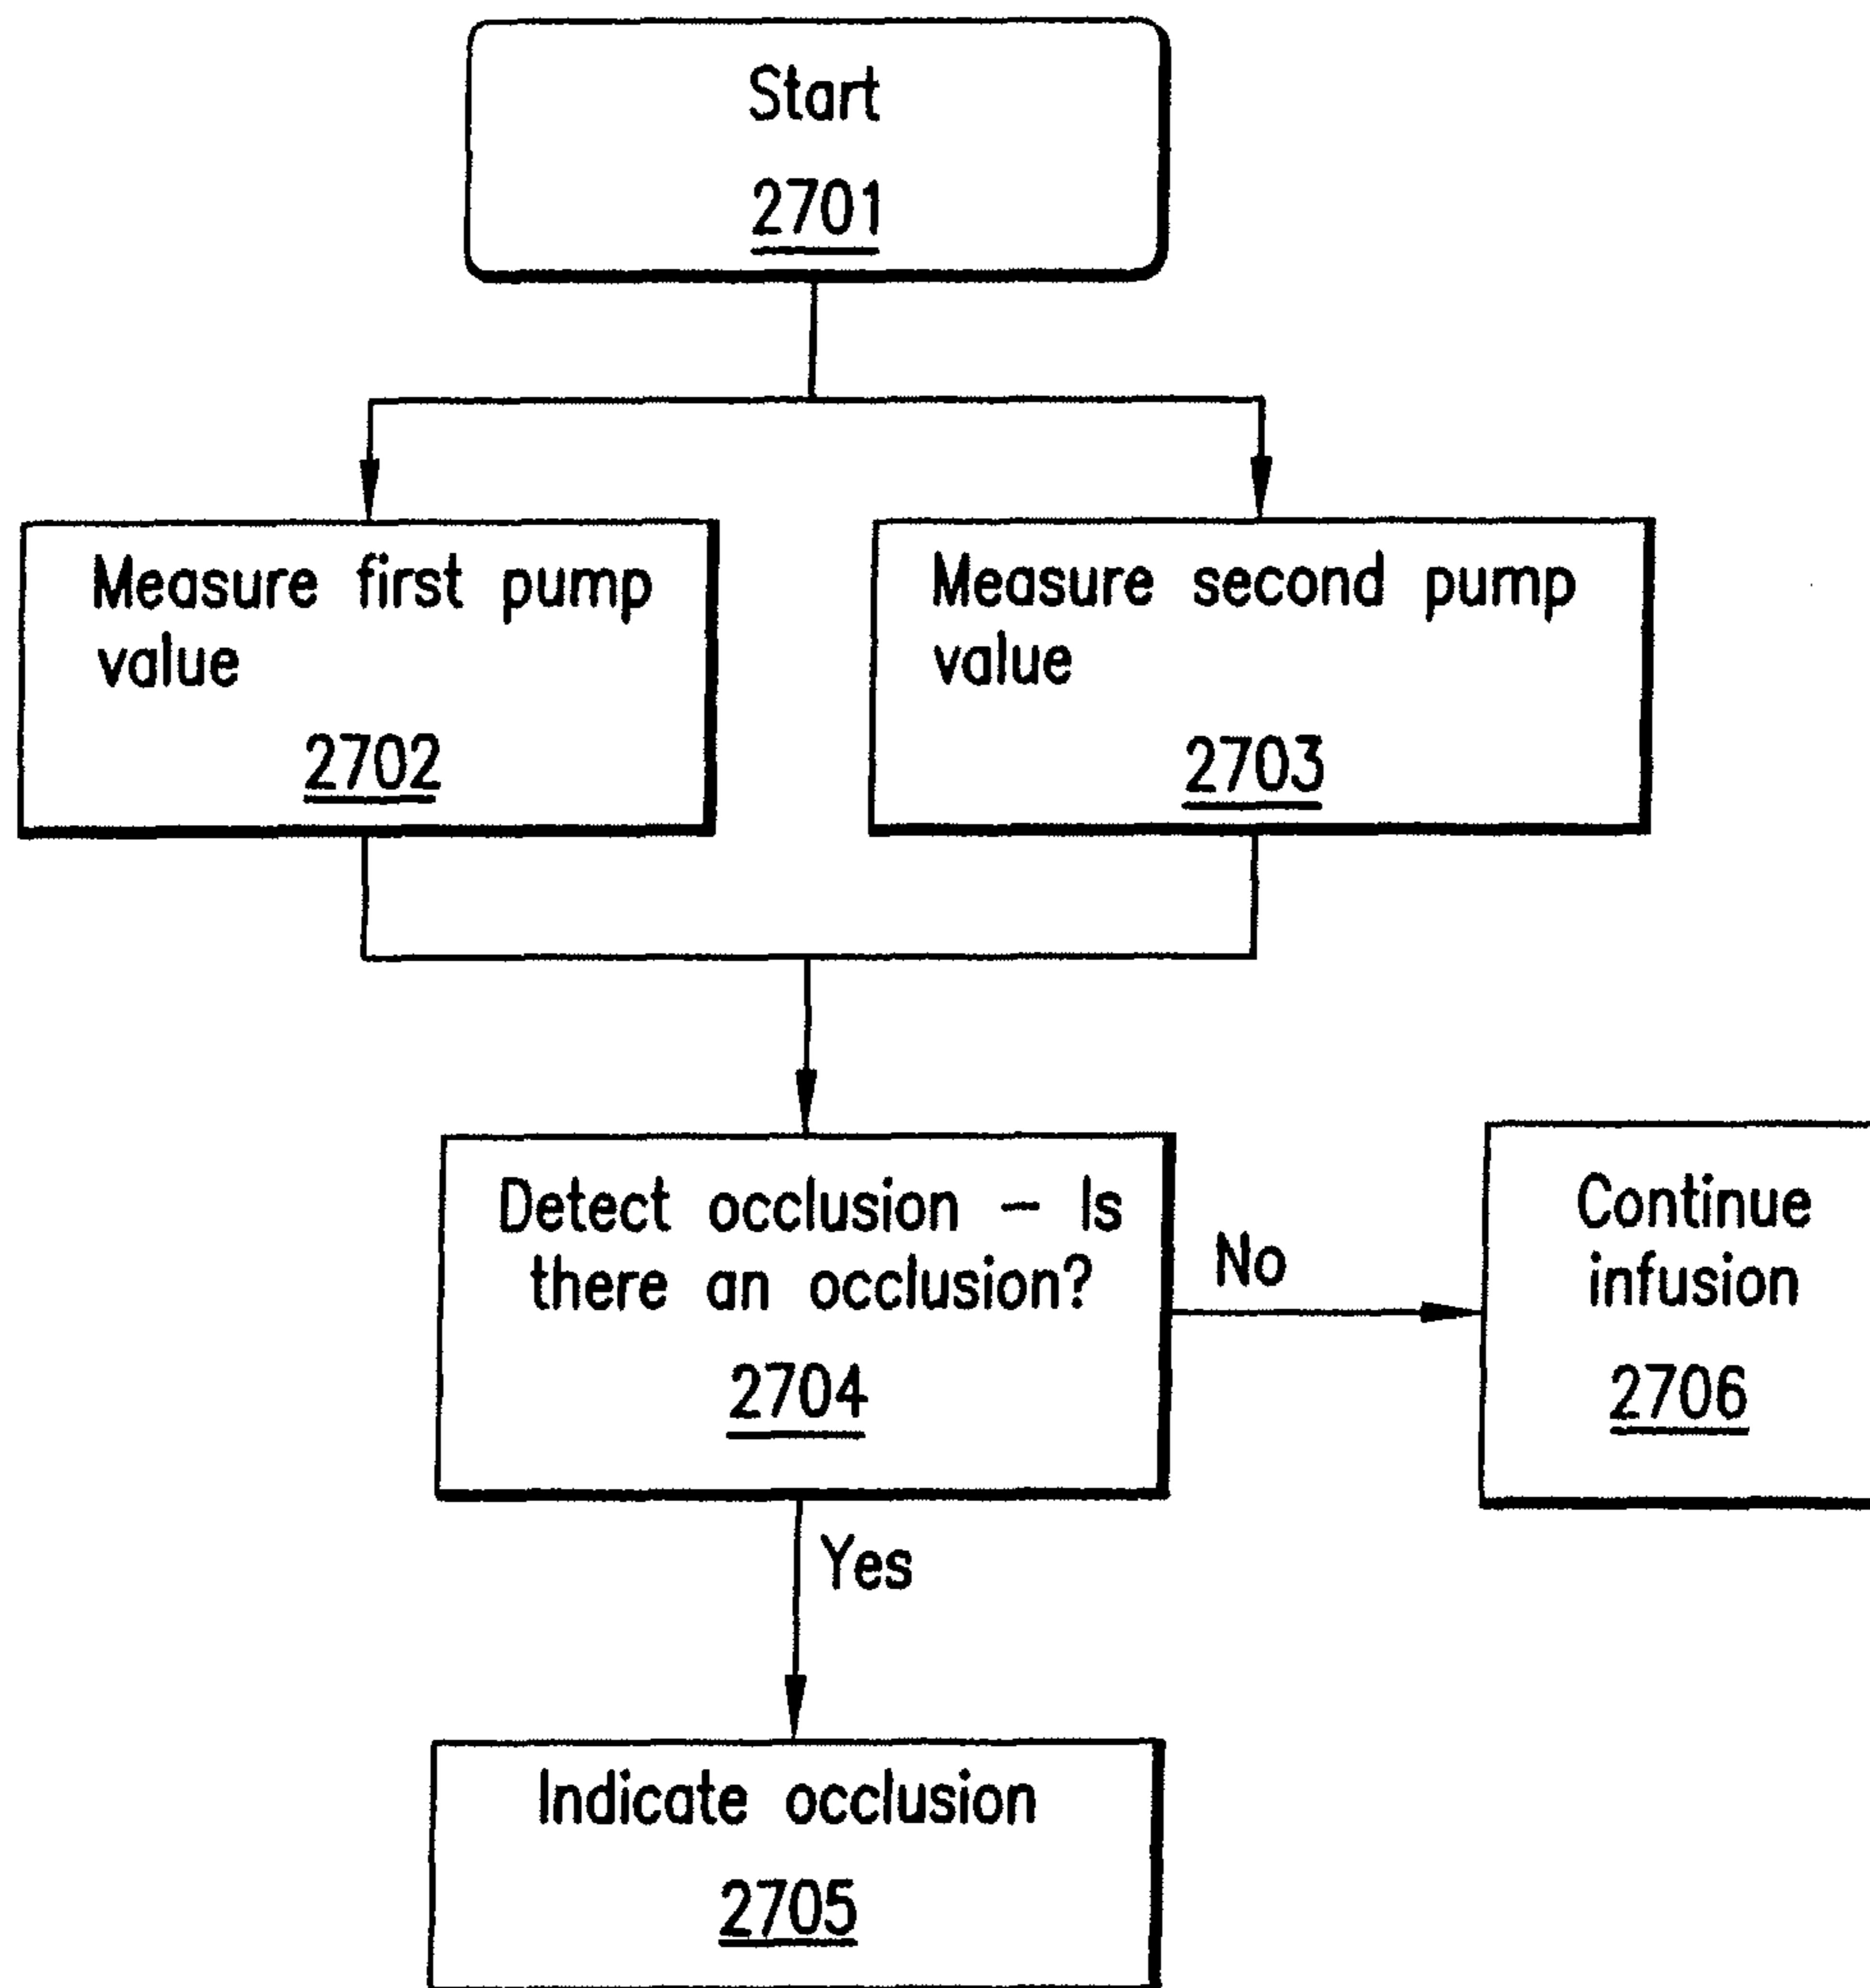 Start
2701
Measure first pump
value
2702
Measure second pump
value
2703
Detect occlusion – Is
there an occlusion?
2704
No
Continue
infusion
2706
Yes
Indicate occlusion
2705